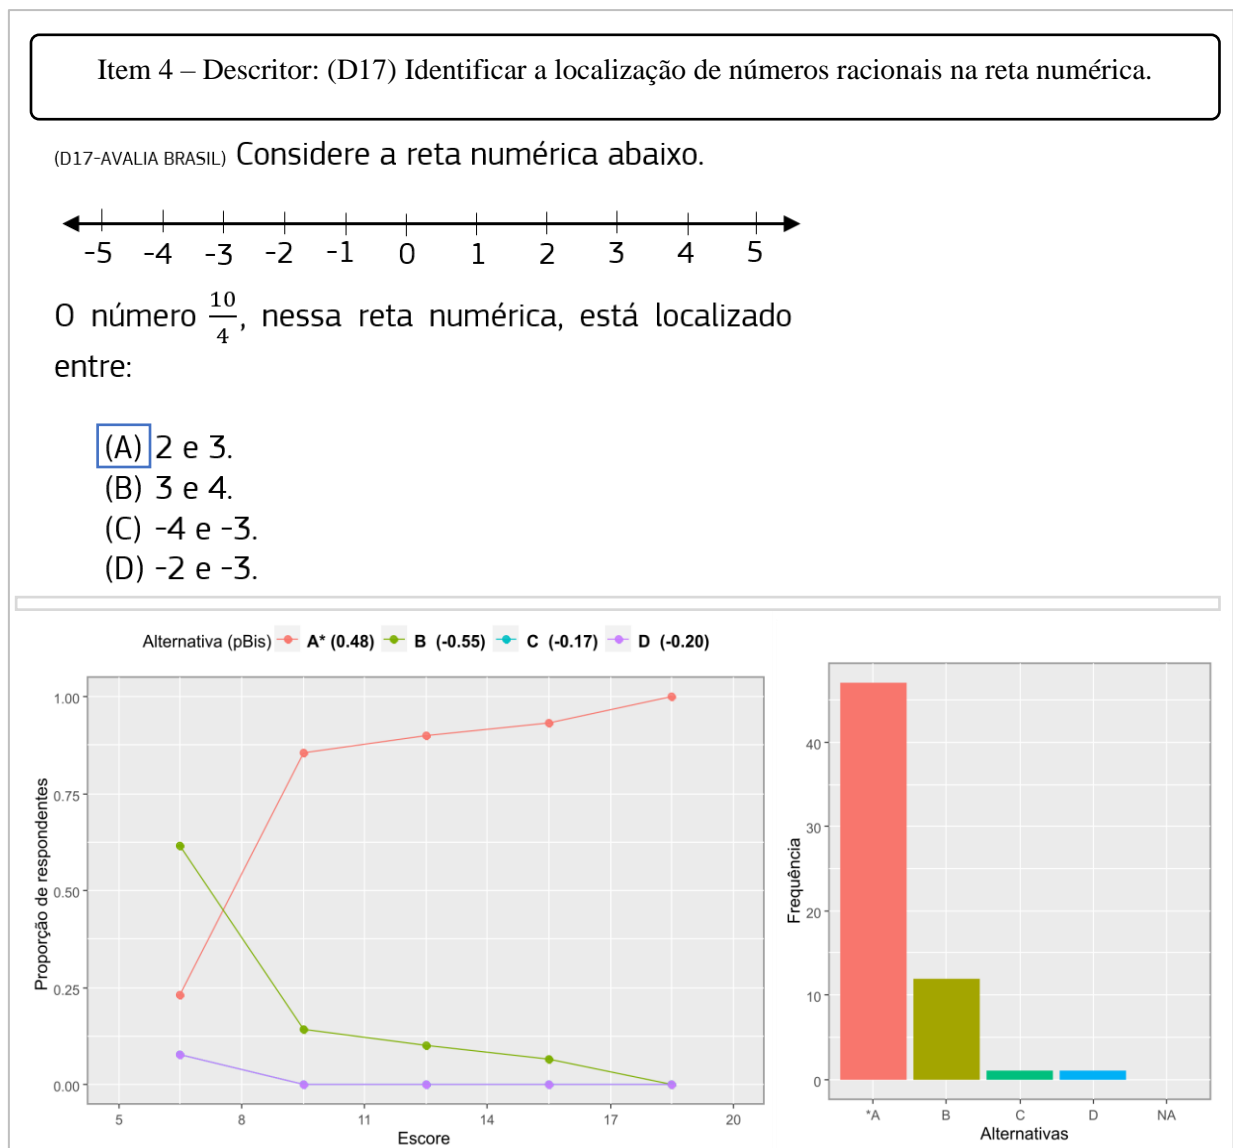 Item 4 – Descritor: (D17) Identificar a localização de números racionais na reta numérica.
(D17-AVALIA BRASIL) Considere a reta numérica abaixo.
-5 -4 -3 -2 -1 0 1 2 3 4 5
O número 10/4, nessa reta numérica, está localizado
entre:
(A) 2 e 3.
(B) 3 e 4.
(C) -4 e -3.
(D) -2 e -3.
Alternativa (pBis) A* (0.48) B (-0.55) C (-0.17) D (-0.20)
Proporção de respondentes
1.00
0.75
0.50
0.25
0.00
5 8 11 14 17 20
Escore
Frequência
40
30
20
10
0
*A B C D NA
Alternativas